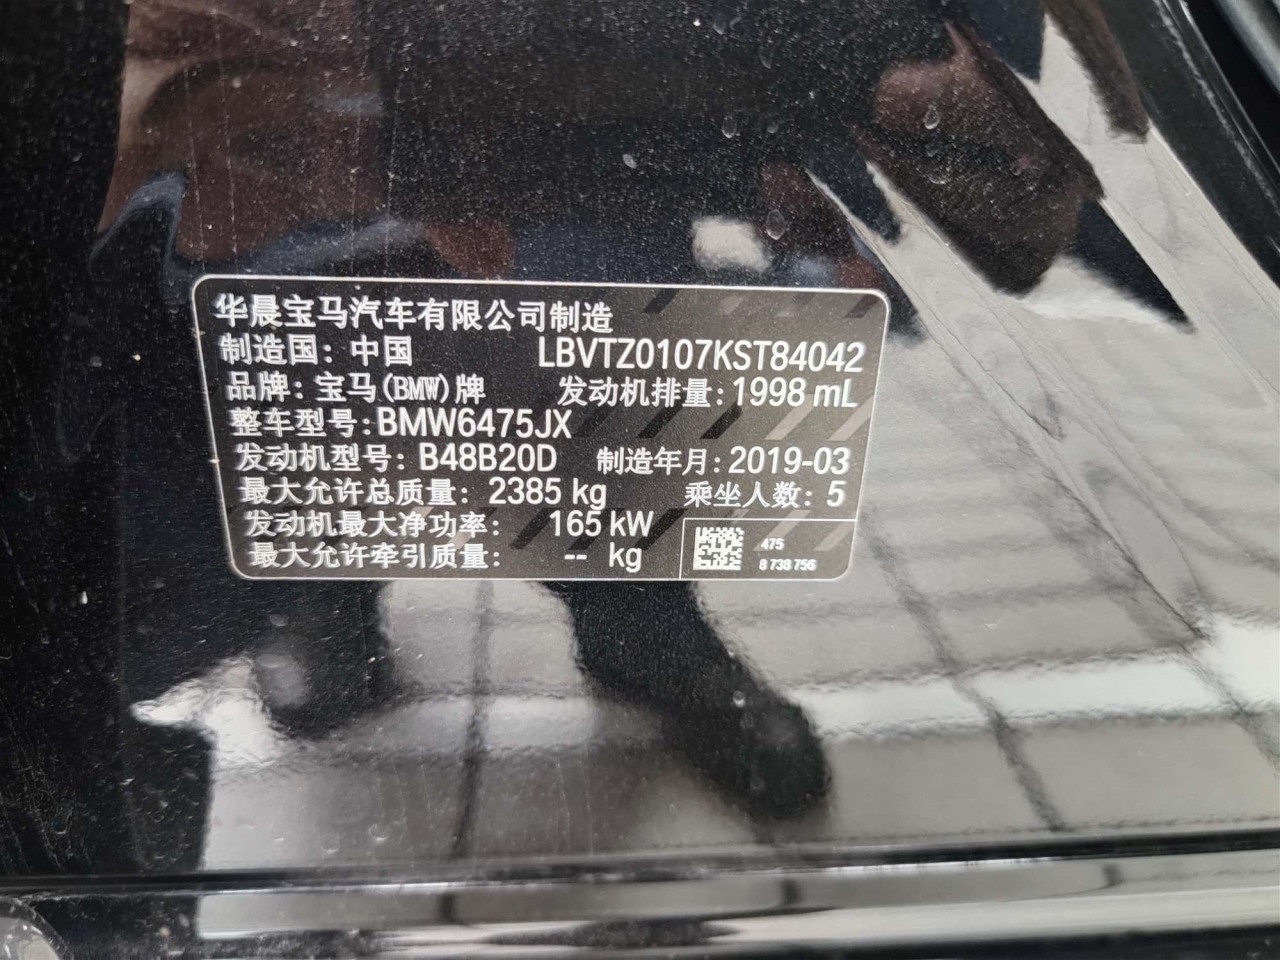 华晨宝马汽车有限公司制造
制造国：中国 LBVTZ0107KST84042
品牌：宝马(BMW)牌 发动机排量：1998 mL
整车型号：BMW6475JX
发动机型号：B48B20D 制造年月：2019-03
最大允许总质量：2385 kg 乘坐人数：5
发动机最大净功率：165 kW
最大允许牵引质量：-- kg
475
8 738 756